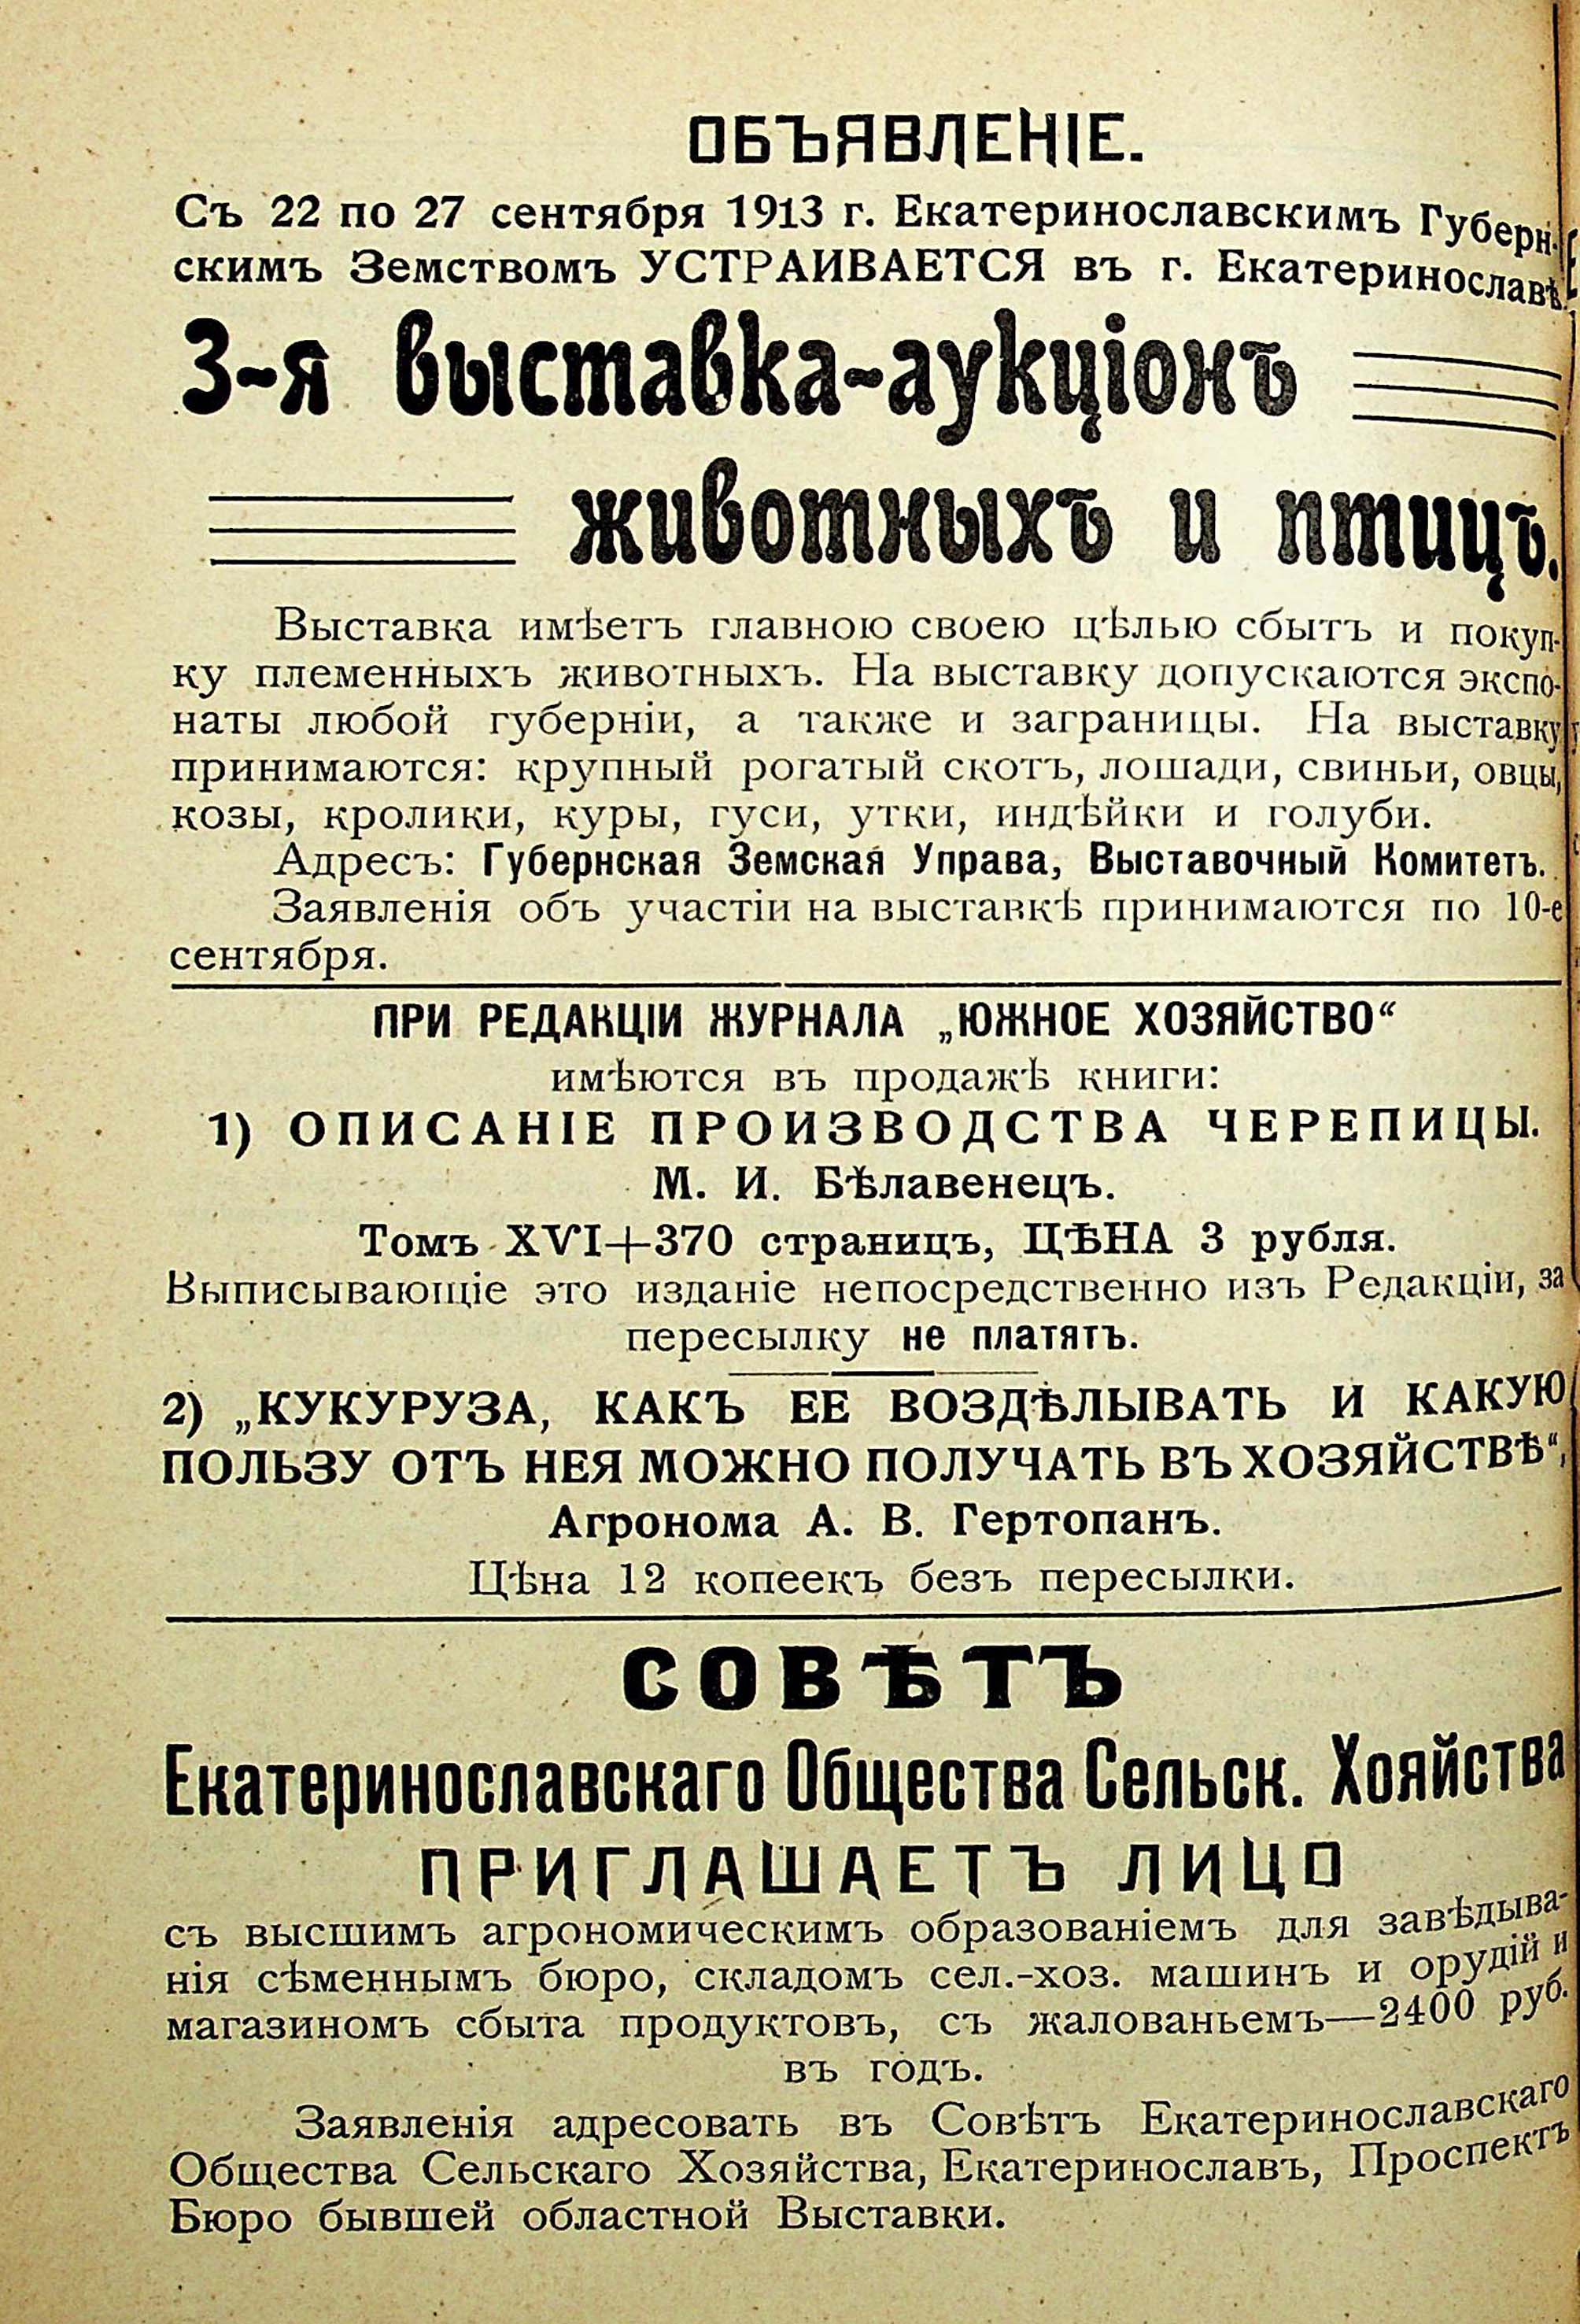 ОБЪЯВЛЕНІЕ.
Съ 22 по 27 сентября 1913 г. Екатеринославскимъ Губерн-
скимъ Земствомъ УСТРАИВАЕТСЯ въ г. Екатеринославѣ
3-я выставка-аукціонъ
животныхъ и птицъ.
Выставка имѣетъ главною своею цѣлью сбытъ и покуп-
ку племенныхъ животныхъ. На выставку допускаются экспо-
наты любой губерніи, а также и заграницы. На выставку
принимаются: крупный рогатый скотъ, лошади, свиньи, овцы,
козы, кролики, куры, гуси, утки, индѣйки и голуби.
Адресъ: Губернская Земская Управа, Выставочный Комитетъ.
Заявленія объ участіи на выставкѣ принимаются по 10-е
сентября.
ПРИ РЕДАКЦІИ ЖУРНАЛА „ЮЖНОЕ ХОЗЯЙСТВО“
имѣются въ продажѣ книги:
1) ОПИСАНІЕ ПРОИЗВОДСТВА ЧЕРЕПИЦЫ.
М. И. Бѣлавенецъ.
Томъ XVI+370 страницъ, ЦѢНА 3 рубля.
Выписывающіе это изданіе непосредственно изъ Редакціи, за
пересылку не платятъ.
2) „КУКУРУЗА, КАКЪ ЕЕ ВОЗДѢЛЫВАТЬ И КАКУЮ
ПОЛЬЗУ ОТЪ НЕЯ МОЖНО ПОЛУЧАТЬ ВЪ ХОЗЯЙСТВѢ“,
Агронома А. В. Гертопанъ.
Цѣна 12 копеекъ безъ пересылки.
СОВѢТЪ
Екатеринославскаго Общества Сельск. Хояйства
ПРИГЛАШАЕТЪ ЛИЦО
съ высшимъ агрономическимъ образованіемъ для завѣдыва-
нія сѣменнымъ бюро, складомъ сел.-хоз. машинъ и орудій и
магазиномъ сбыта продуктовъ, съ жалованьемъ—2400 руб.
въ годъ.
Заявленія адресовать въ Совѣтъ Екатеринославскаго
Общества Сельскаго Хозяйства, Екатеринославъ, Проспектъ
Бюро бывшей областной Выставки.